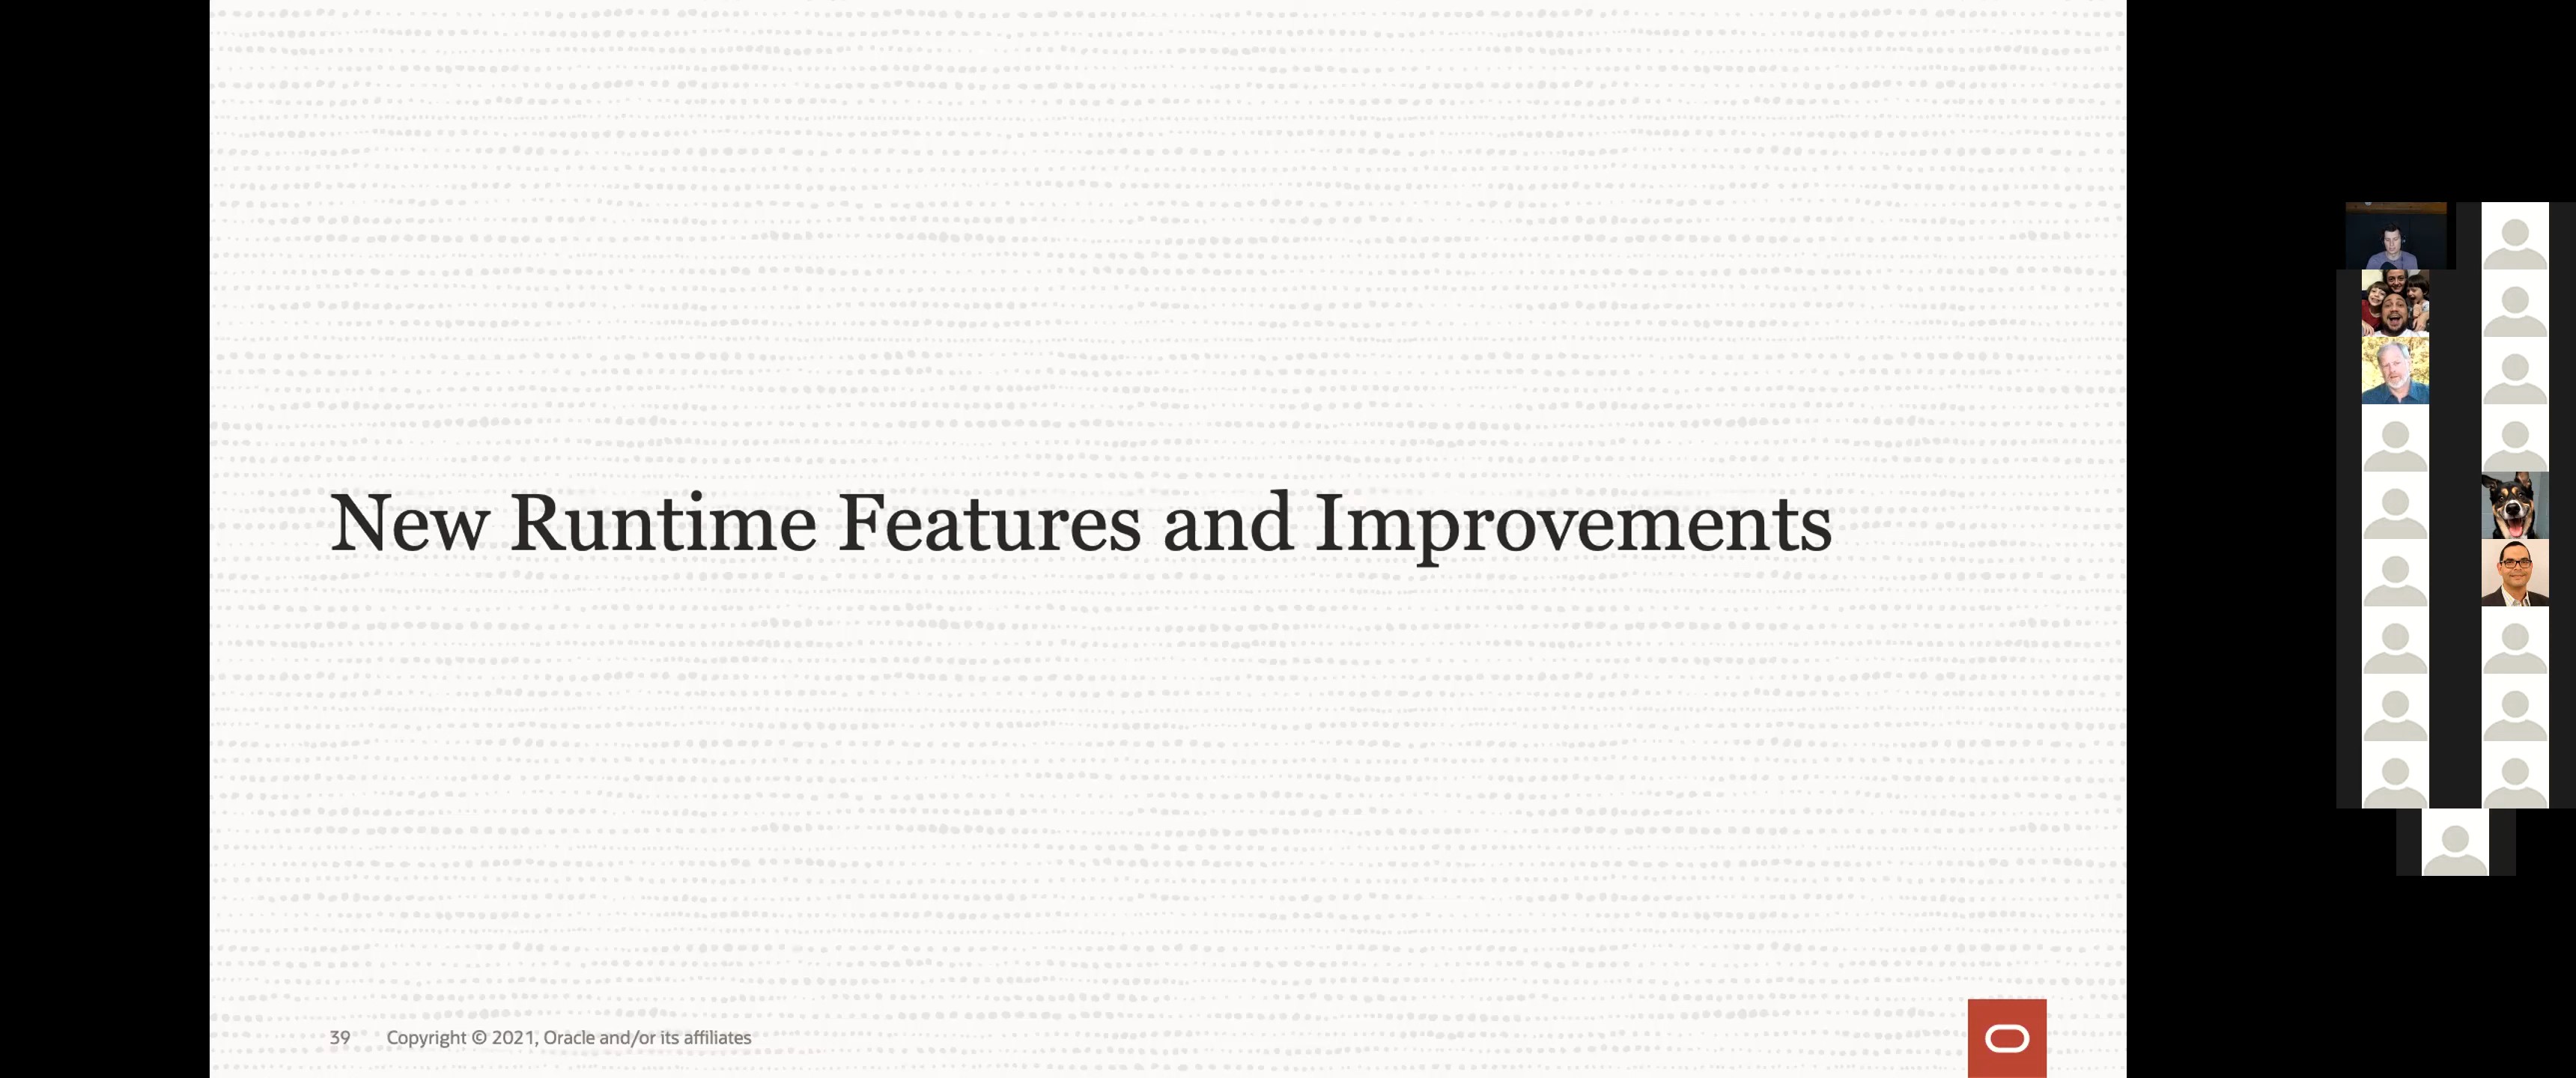 New Runtime Features and Improvements
39 Copyright © 2021, Oracle and/or its affiliates